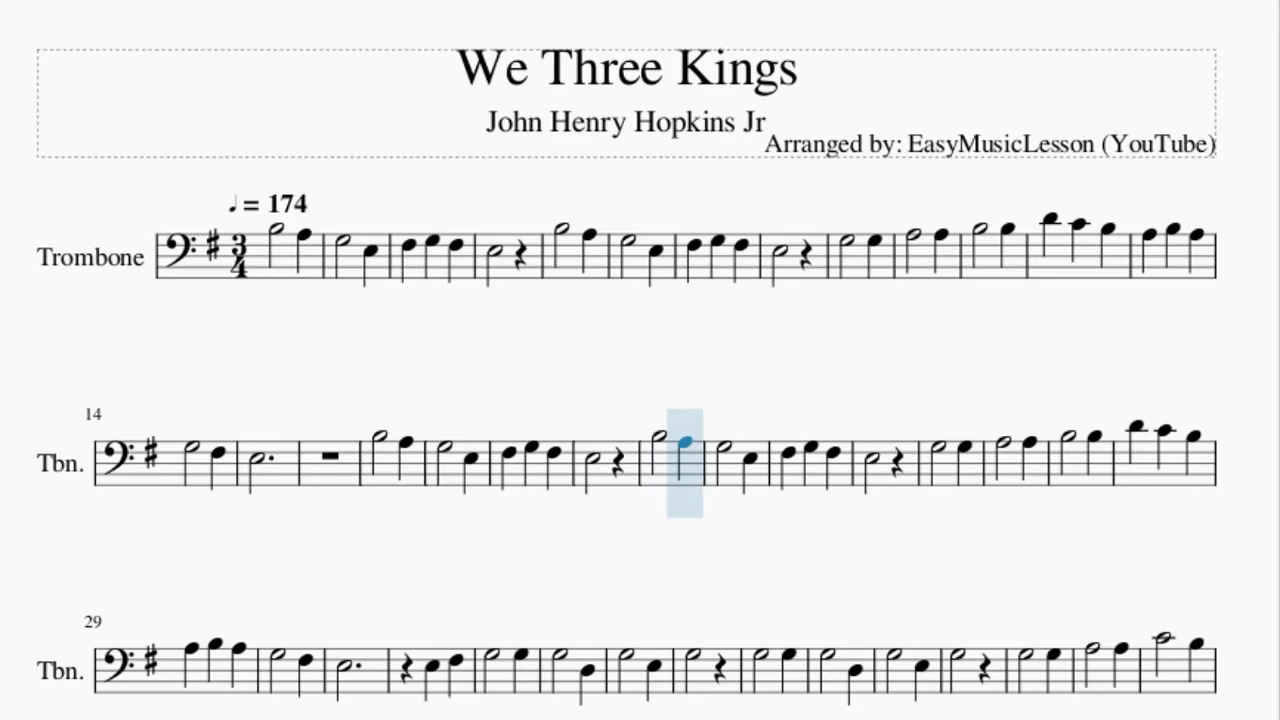 We Three Kings
John Henry Hopkins Jr
Arranged by: EasyMusicLesson (YouTube)
♩ = 174
Trombone
3
4
14
Tbn.
29
Tbn.